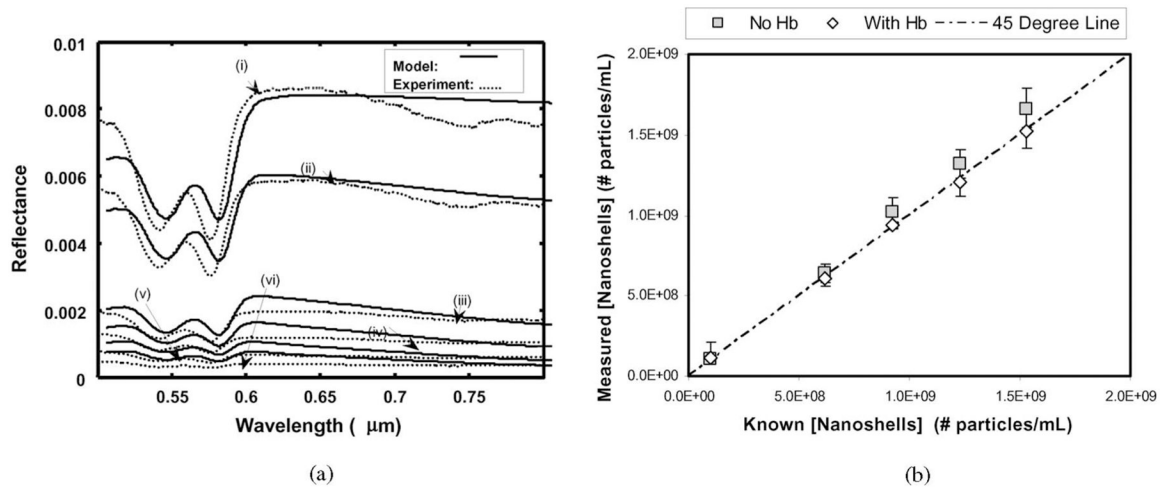 0.01
0.008
0.006
0.004
0.002
0
Reflectance
(i)
(ii)
(iii)
(iv)
(v)
(vi)
Model:
Experiment:
0.55
0.6
0.65
0.7
0.75
Wavelength ( μm)
(a)
No Hb
With Hb
45 Degree Line
2.0E+09
1.5E+09
1.0E+09
5.0E+08
0.0E+00
Measured [Nanoshells] (# particles/mL)
0.0E+00
5.0E+08
1.0E+09
1.5E+09
2.0E+09
Known [Nanoshells] (# particles/mL)
(b)